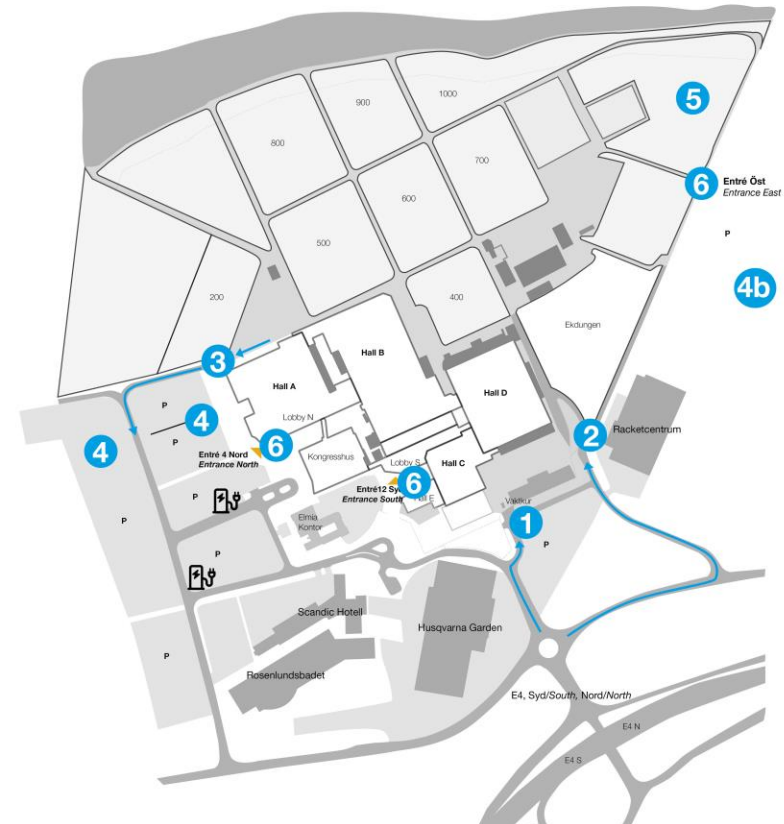 1000
900
5
800
700
6
Entré Öst
Entrance East
600
P
500
4b
200
400
Ekdungen
3
Hall B
Hall A
Hall D
P
4
Lobby N
2
Racketcentrum
4
P
6
Entré 4 Nord
Entrance North
Kongresshus
Lobby S
Hall C
6
Entré12 Sy
Entrance South
P
Vaktkur
1
P
Elmia
Kontor
P
P
Scandic Hotell
Husqvarna Garden
P
Rosenlundsbadet
E4, Syd/South, Nord/North
E4 N
E4 S